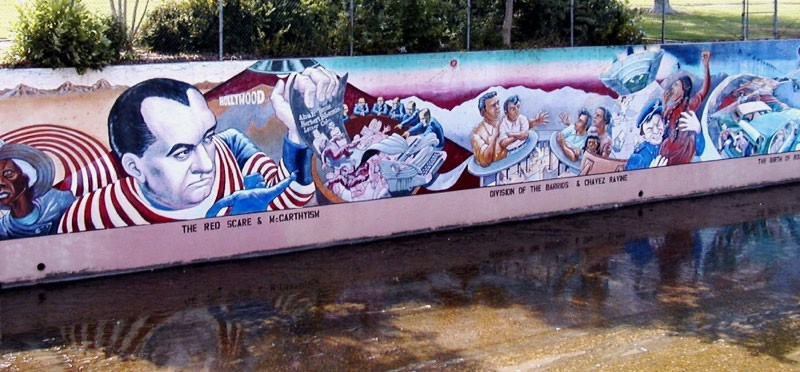 HOLLYWOOD
THE RED SCARE & McCARTHYISM
DIVISION OF THE BARRIOS & CHAVEZ RAVINE
THE BIRTH OF